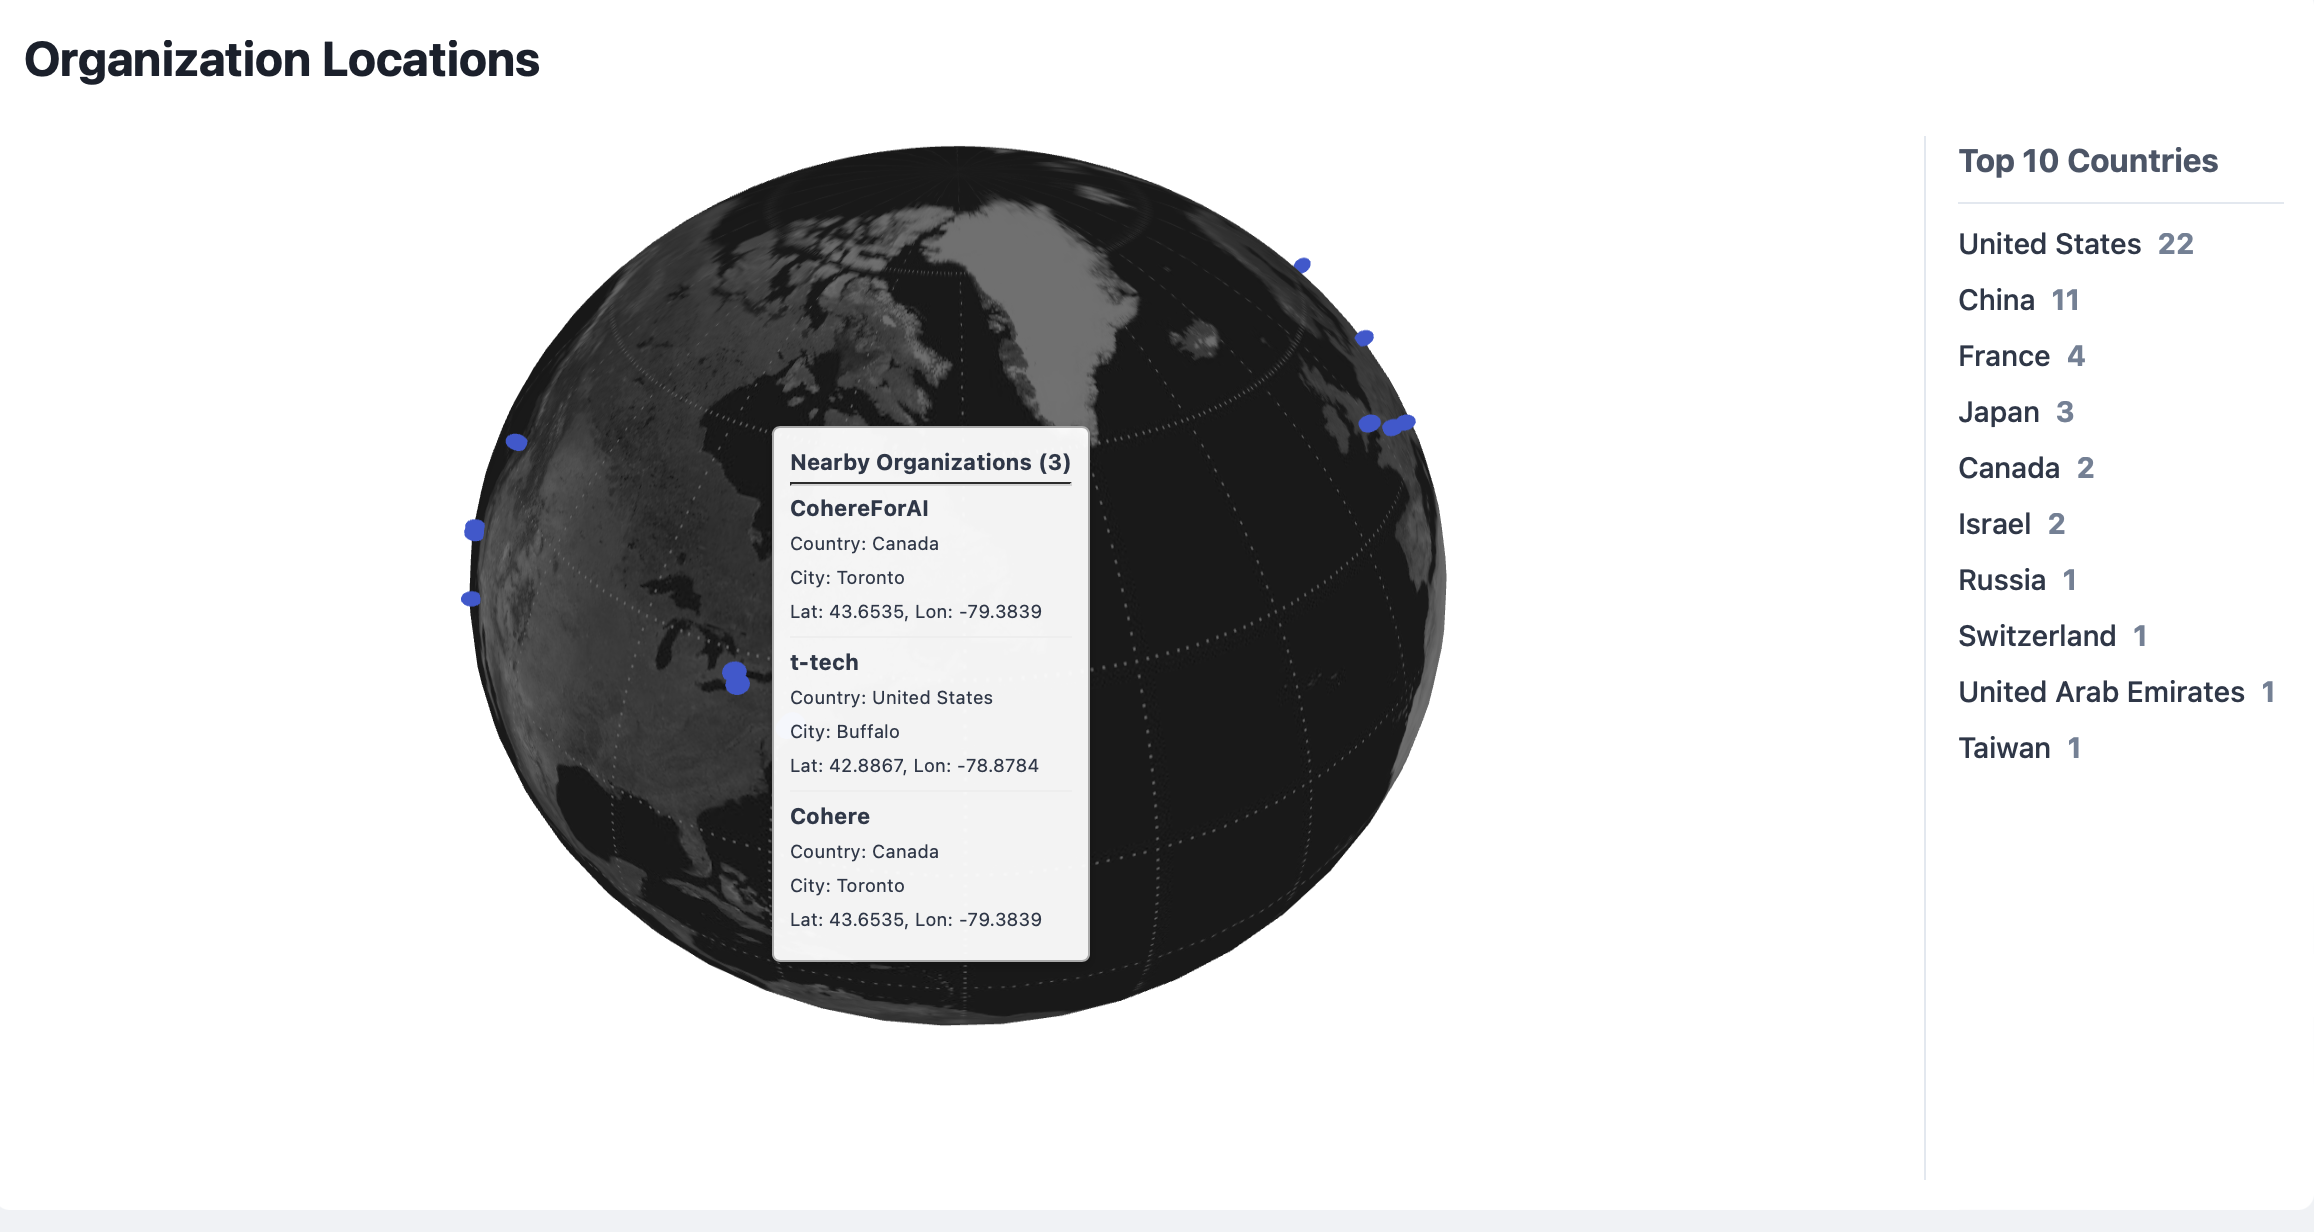 Organization Locations
Nearby Organizations (3)
CohereForAI
Country: Canada
City: Toronto
Lat: 43.6535, Lon: -79.3839
t-tech
Country: United States
City: Buffalo
Lat: 42.8867, Lon: -78.8784
Cohere
Country: Canada
City: Toronto
Lat: 43.6535, Lon: -79.3839
Top 10 Countries
United States 22
China 11
France 4
Japan 3
Canada 2
Israel 2
Russia 1
Switzerland 1
United Arab Emirates 1
Taiwan 1